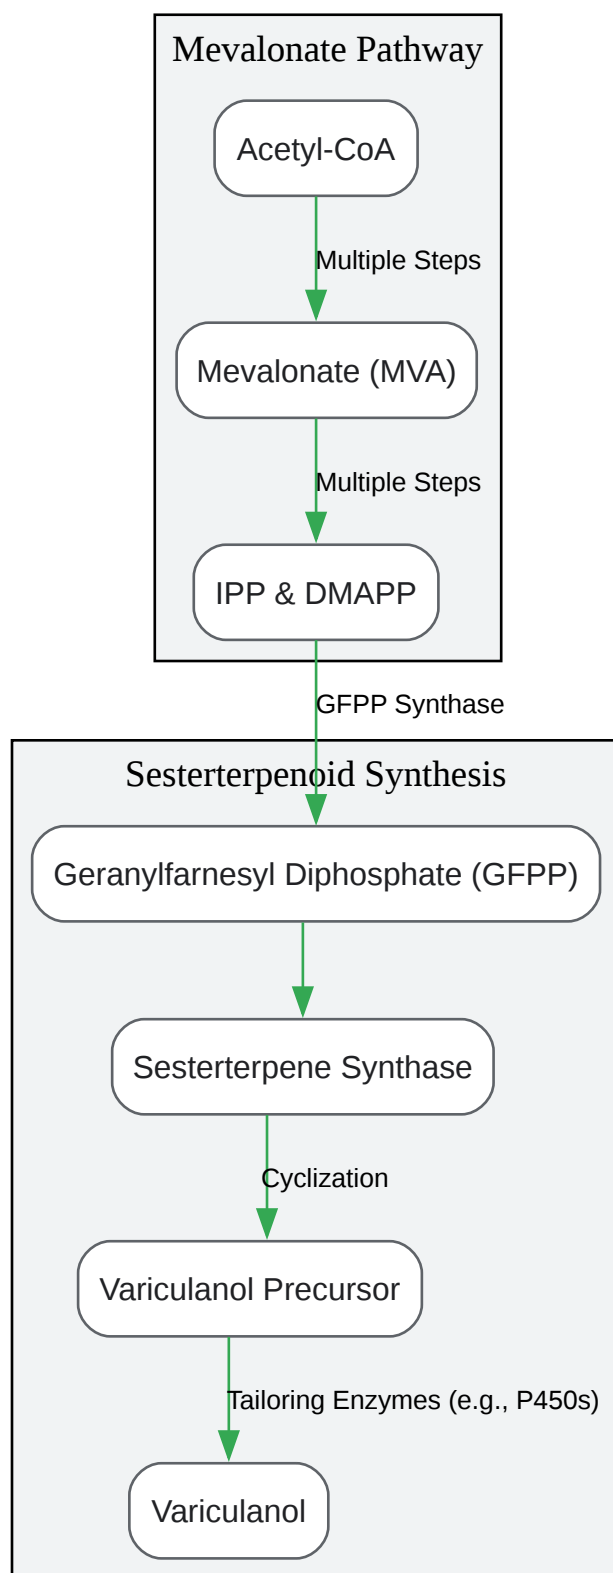 Mevalonate Pathway
Acetyl-CoA
Multiple Steps
Mevalonate (MVA)
Multiple Steps
IPP & DMAPP
GFPP Synthase
Sesterterpenoid Synthesis
Geranylfarnesyl Diphosphate (GFPP)
Sesterterpene Synthase
Cyclization
Variculanol Precursor
Tailoring Enzymes (e.g., P450s)
Variculanol